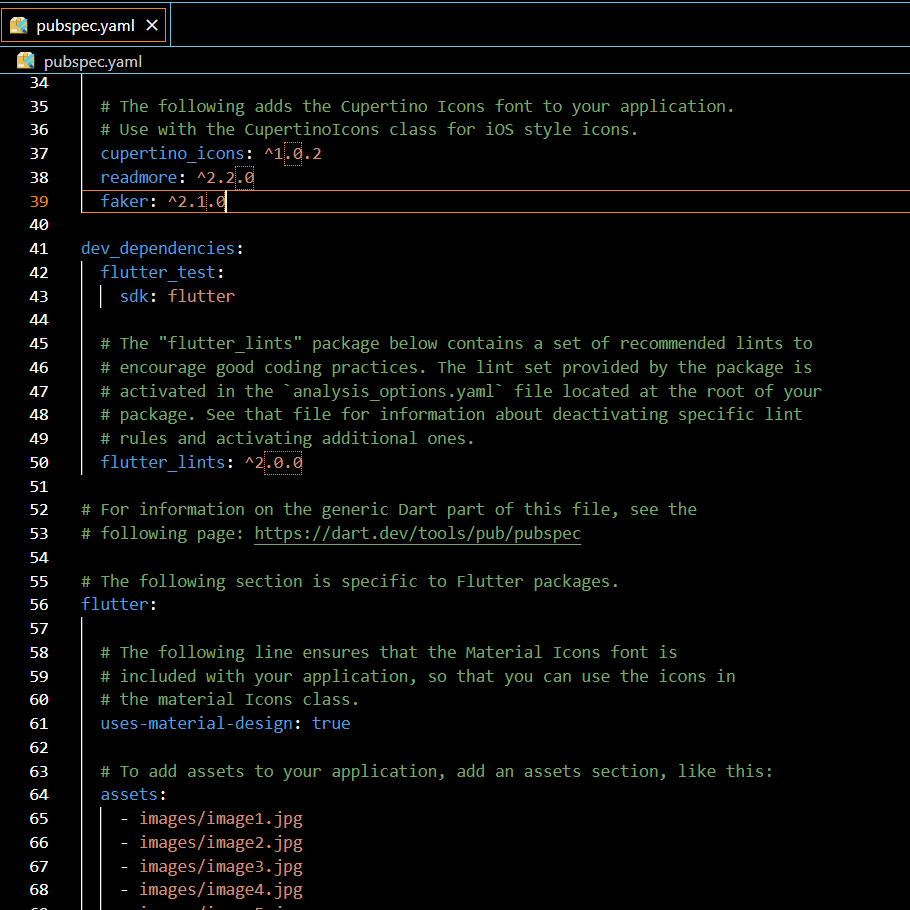 pubspec.yaml ×
pubspec.yaml
34
35 # The following adds the Cupertino Icons font to your application.
36 # Use with the CupertinoIcons class for iOS style icons.
37 cupertino_icons: ^1.0.2
38 readmore: ^2.2.0
39 faker: ^2.1.0
40
41 dev_dependencies:
42 flutter_test:
43 sdk: flutter
44
45 # The "flutter_lints" package below contains a set of recommended lints to
46 # encourage good coding practices. The lint set provided by the package is
47 # activated in the `analysis_options.yaml` file located at the root of your
48 # package. See that file for information about deactivating specific lint
49 # rules and activating additional ones.
50 flutter_lints: ^2.0.0
51
52 # For information on the generic Dart part of this file, see the
53 # following page: https://dart.dev/tools/pub/pubspec
54
55 # The following section is specific to Flutter packages.
56 flutter:
57
58 # The following line ensures that the Material Icons font is
59 # included with your application, so that you can use the icons in
60 # the material Icons class.
61 uses-material-design: true
62
63 # To add assets to your application, add an assets section, like this:
64 assets:
65 - images/image1.jpg
66 - images/image2.jpg
67 - images/image3.jpg
68 - images/image4.jpg